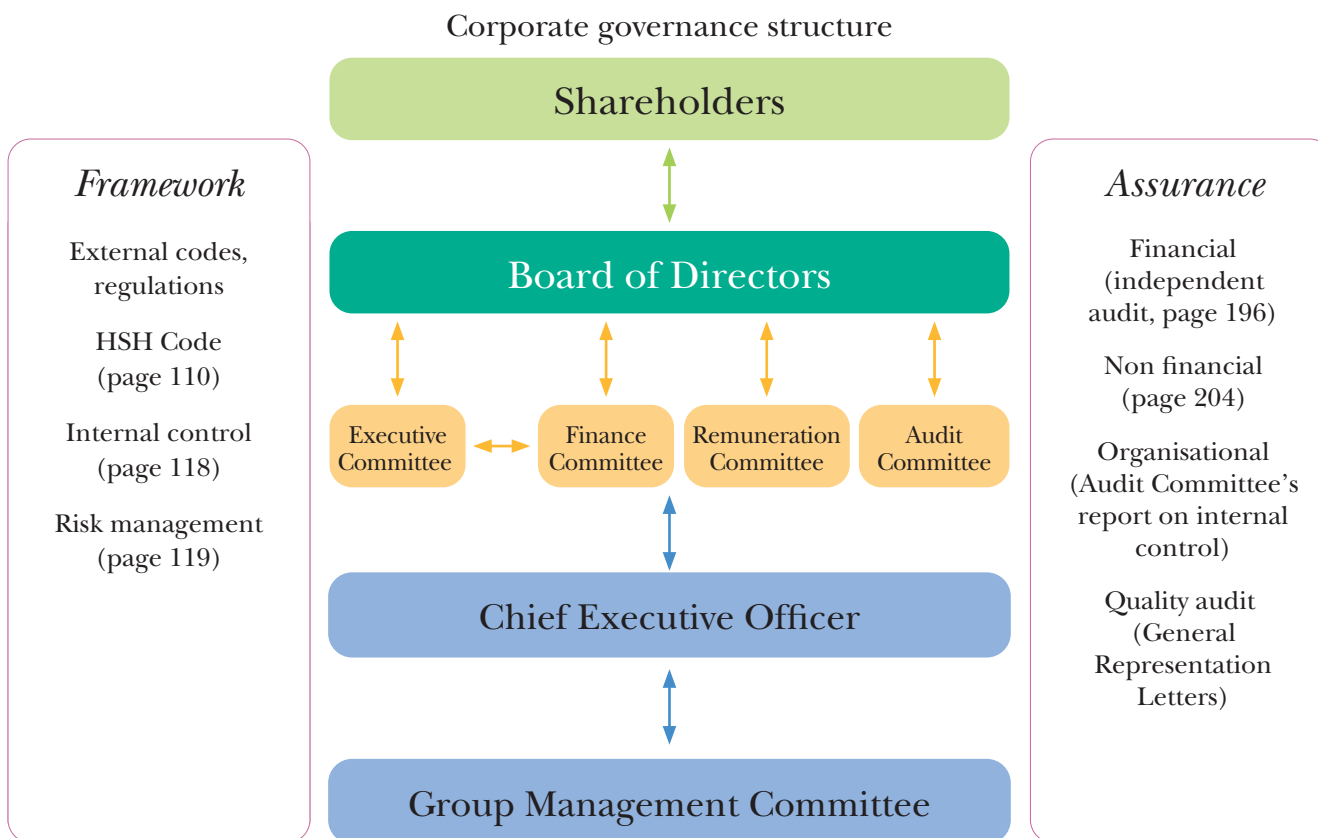 Corporate governance structure
Shareholders
Framework
External codes,
regulations
HSH Code
(page 110)
Internal control
(page 118)
Risk management
(page 119)
Board of Directors
Executive
Committee
Finance
Committee
Remuneration
Committee
Audit
Committee
Chief Executive Officer
Group Management Committee
Assurance
Financial
(independent
audit, page 196)
Non financial
(page 204)
Organisational
(Audit Committee’s
report on internal
control)
Quality audit
(General
Representation
Letters)